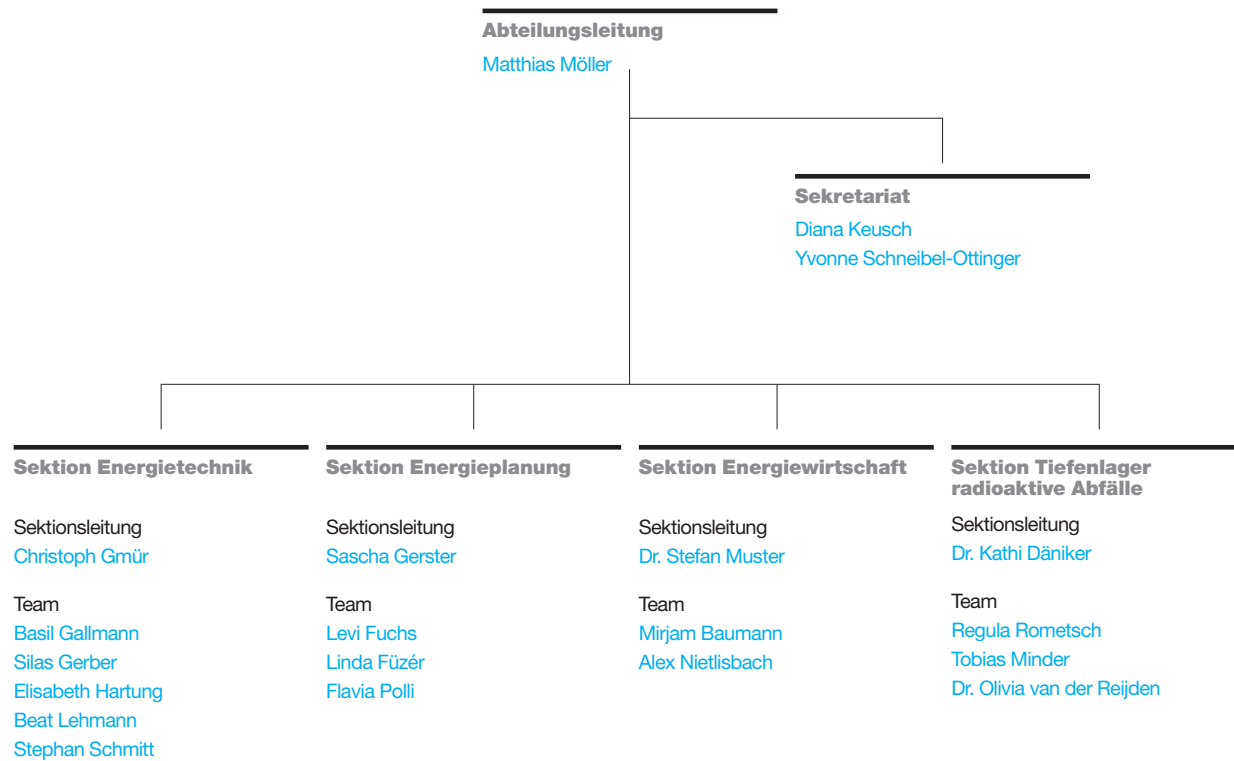 Abteilungsleitung
Matthias Möller
Sekretariat
Diana Keusch
Yvonne Schneibel-Ottinger
Sektion Energietechnik
Sektionsleitung
Christoph Gmür
Team
Basil Gallmann
Silas Gerber
Elisabeth Hartung
Beat Lehmann
Stephan Schmitt
Sektion Energieplanung
Sektionsleitung
Sascha Gerster
Team
Levi Fuchs
Linda Füzér
Flavia Polli
Sektion Energiewirtschaft
Sektionsleitung
Dr. Stefan Muster
Team
Mirjam Baumann
Alex Nietlisbach
Sektion Tiefenlager
radioaktive Abfälle
Sektionsleitung
Dr. Kathi Däniker
Team
Regula Rometsch
Tobias Minder
Dr. Olivia van der Reijden